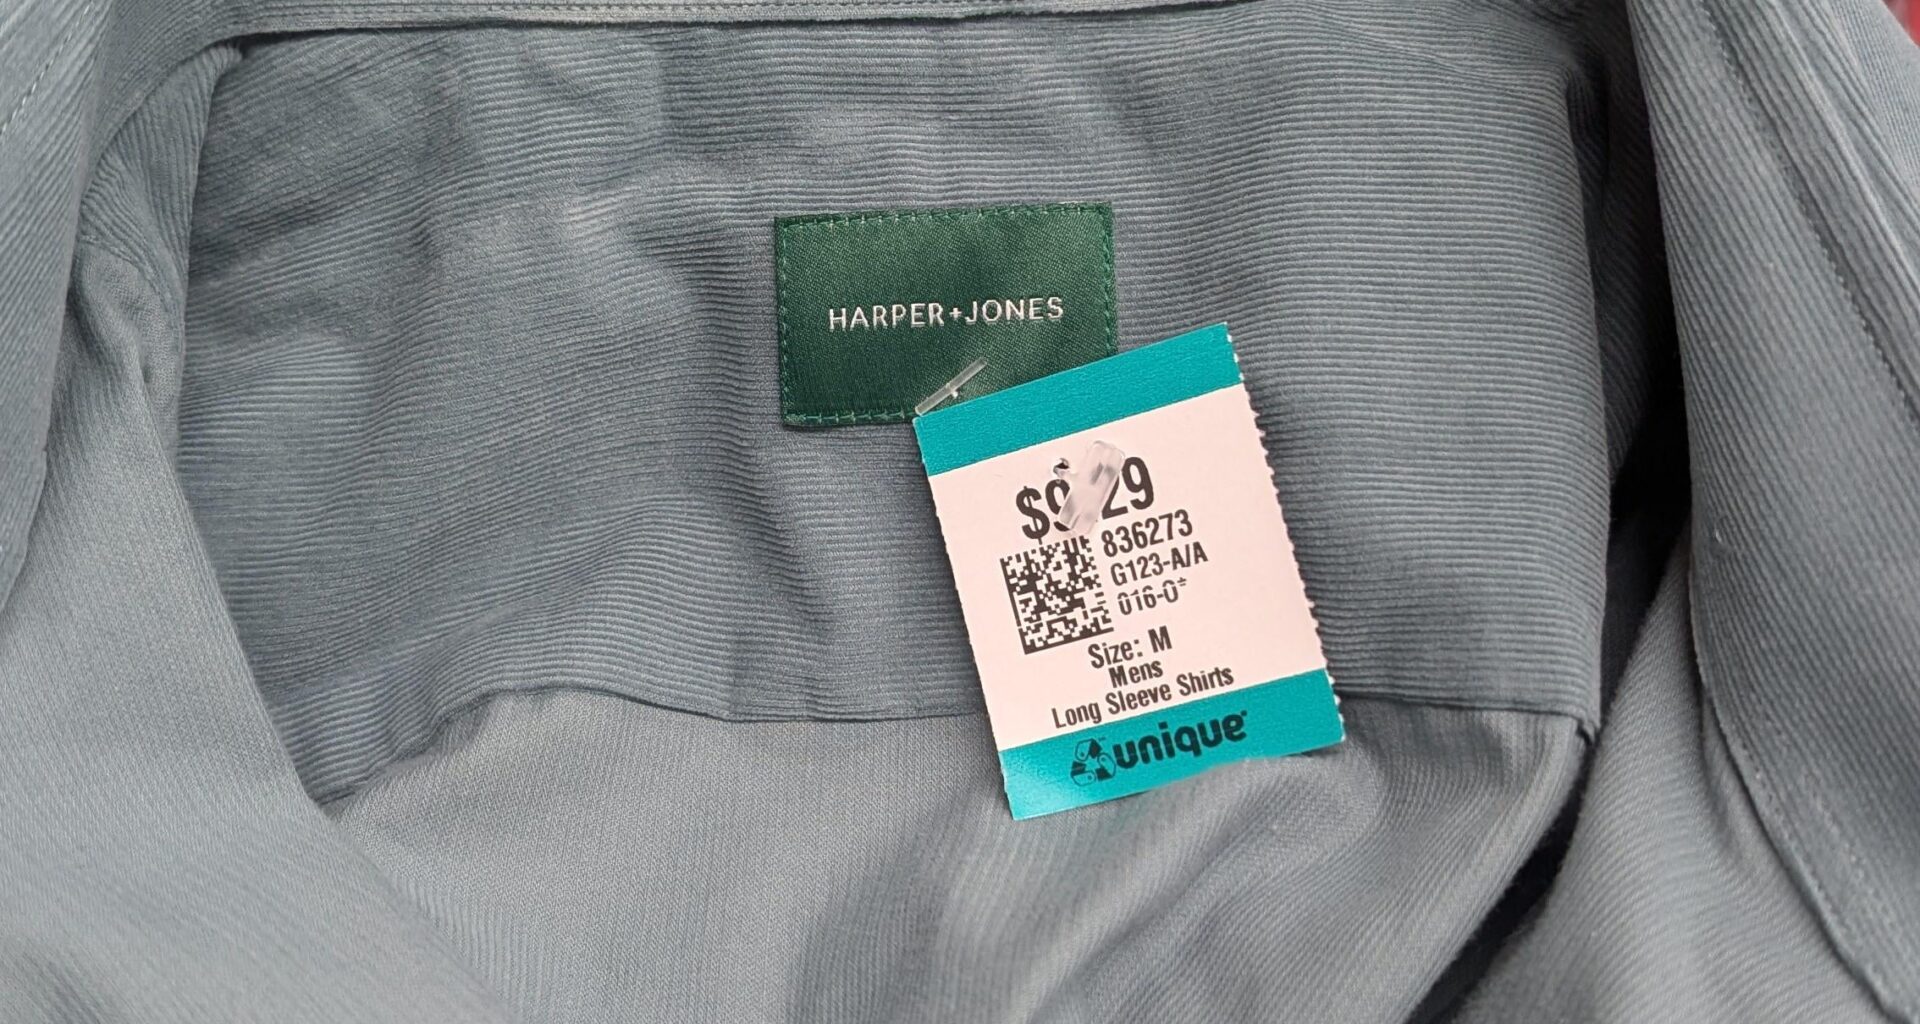 HARPER+JONES
836273
G123-A/A
Size: M
Mens
Long Sleeve Shirts
unique